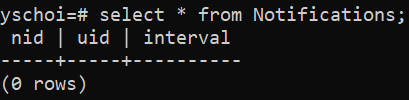 yschoi=# select * from Notifications;
 nid | uid | interval
-----+-----+----------
(0 rows)